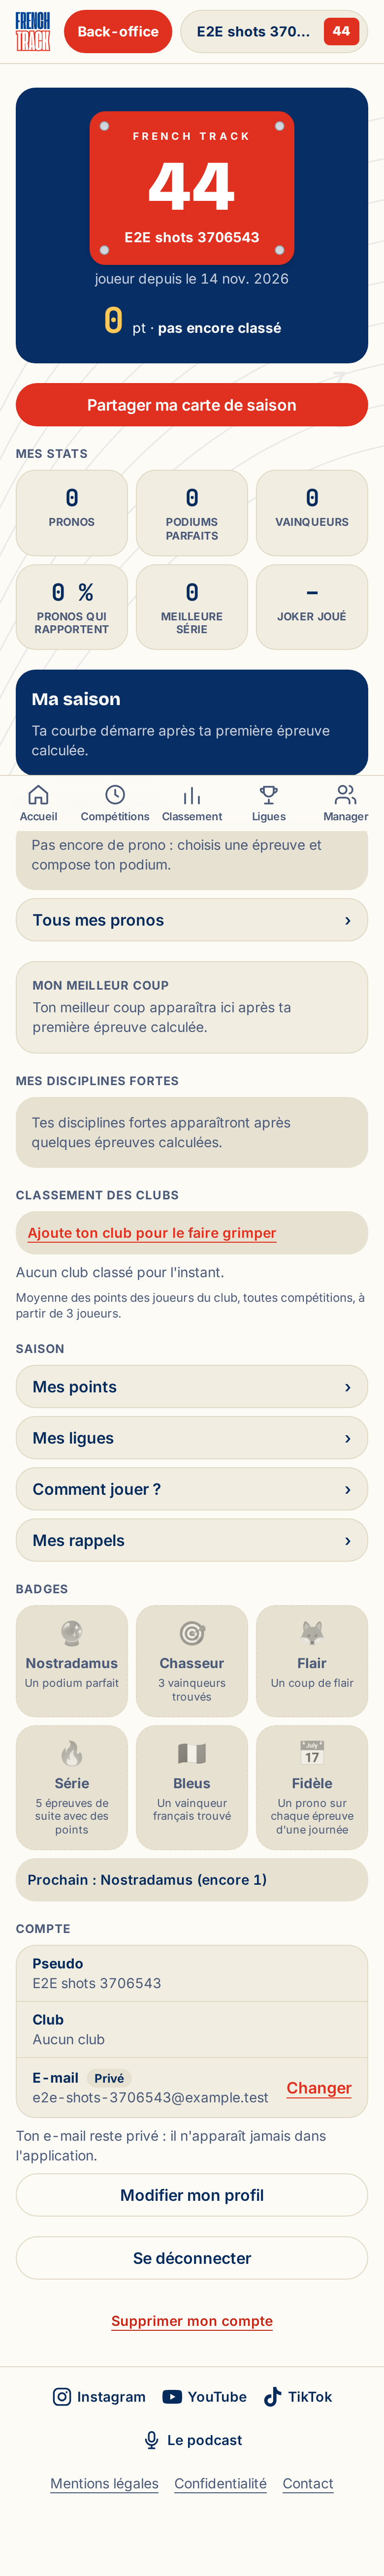 FRENCH
TRACK
Back-office
E2E shots 370... 44
FRENCH TRACK
44
E2E shots 3706543
joueur depuis le 14 nov. 2026
0 pt · pas encore classé
Partager ma carte de saison
MES STATS
0
PRONOS
0
PODIUMS
PARFAITS
0
VAINQUEURS
0 %
PRONOS QUI
RAPPORTENT
0
MEILLEURE
SÉRIE
–
JOKER JOUÉ
Ma saison
Ta courbe démarre après ta première épreuve
calculée.
Accueil Compétitions Classement Ligues Manager
Pas encore de prono : choisis une épreuve et
compose ton podium.
Tous mes pronos ›
MON MEILLEUR COUP
Ton meilleur coup apparaîtra ici après ta
première épreuve calculée.
MES DISCIPLINES FORTES
Tes disciplines fortes apparaîtront après
quelques épreuves calculées.
CLASSEMENT DES CLUBS
Ajoute ton club pour le faire grimper
Aucun club classé pour l'instant.
Moyenne des points des joueurs du club, toutes compétitions, à
partir de 3 joueurs.
SAISON
Mes points ›
Mes ligues ›
Comment jouer ? ›
Mes rappels ›
BADGES
Nostradamus
Un podium parfait
Chasseur
3 vainqueurs
trouvés
Flair
Un coup de flair
Série
5 épreuves de
suite avec des
points
Bleus
Un vainqueur
français trouvé
July
17
Fidèle
Un prono sur
chaque épreuve
d'une journée
Prochain : Nostradamus (encore 1)
COMPTE
Pseudo
E2E shots 3706543
Club
Aucun club
E-mail Privé
e2e-shots-3706543@example.test
Changer
Ton e-mail reste privé : il n'apparaît jamais dans
l'application.
Modifier mon profil
Se déconnecter
Supprimer mon compte
Instagram YouTube TikTok
Le podcast
Mentions légales Confidentialité Contact